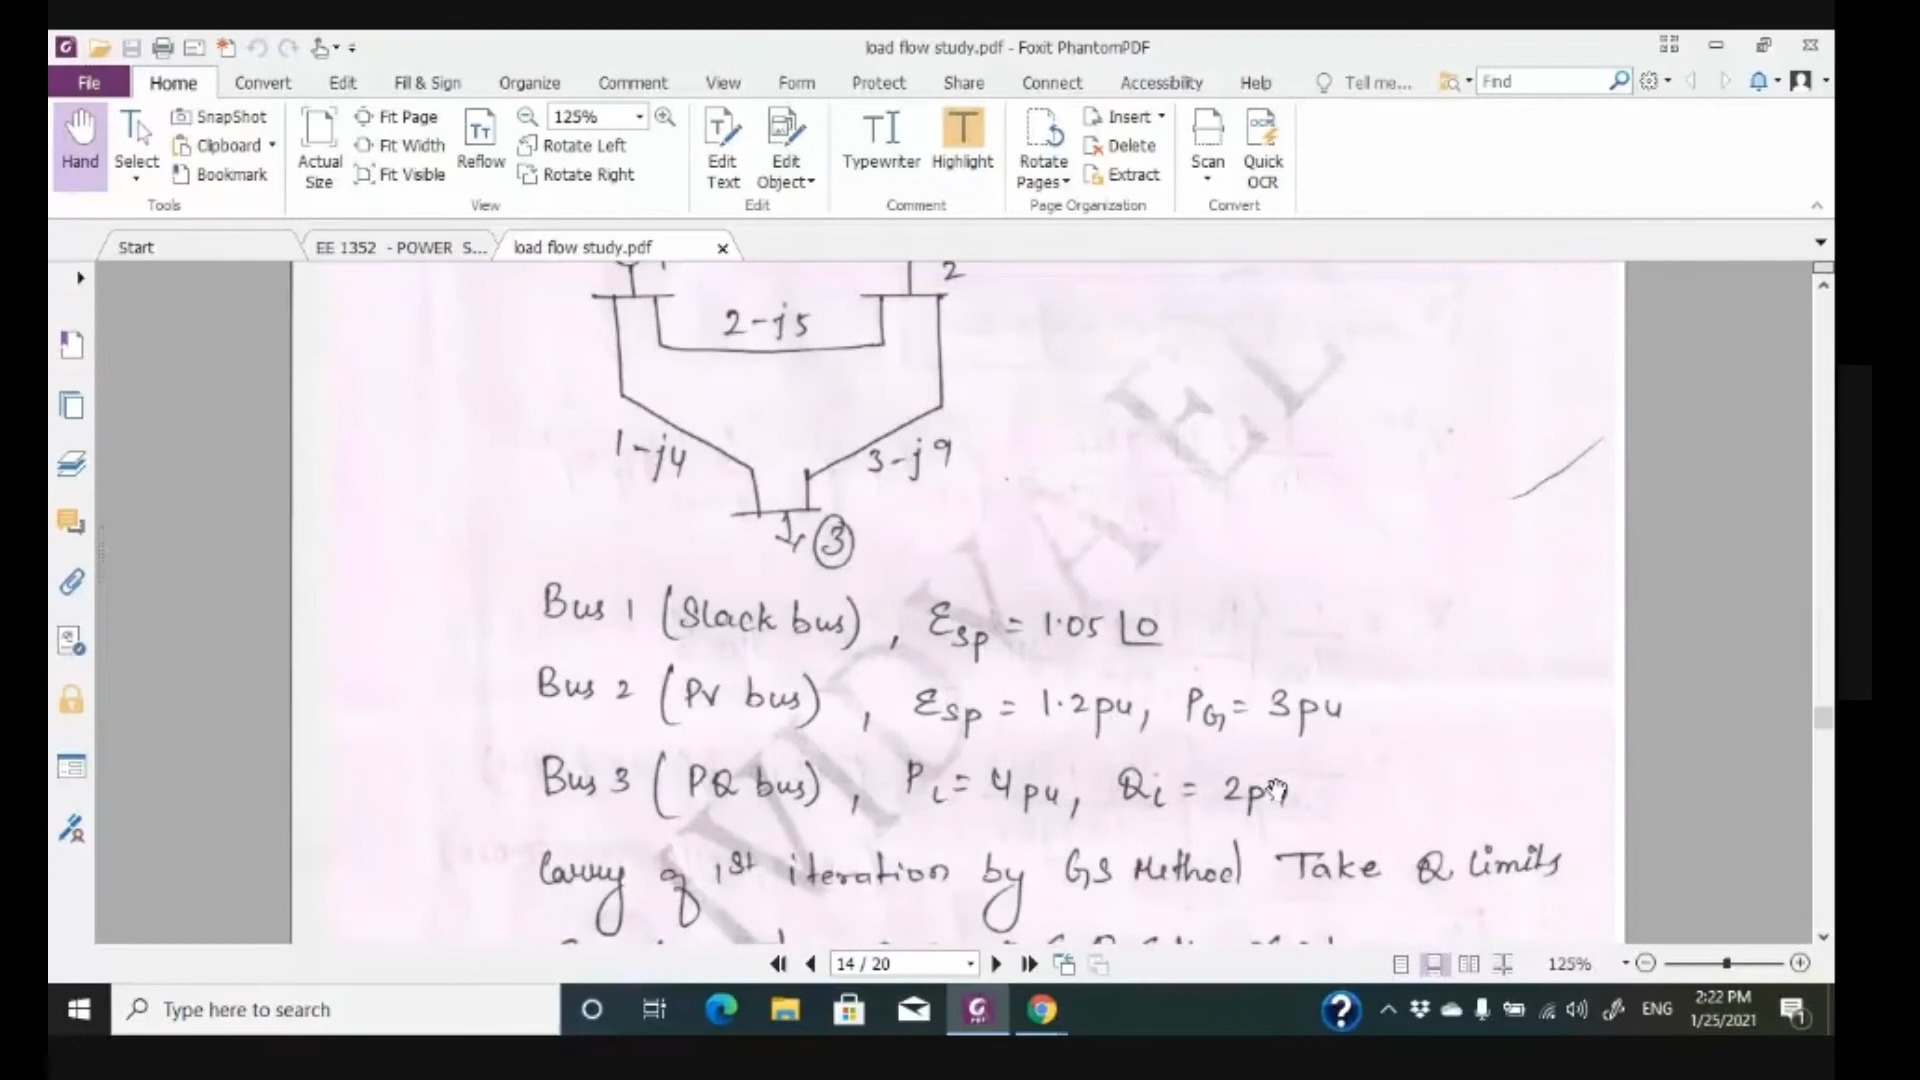 load flow study.pdf - Foxit PhantomPDF
File Home Convert Edit Fill & Sign Organize Comment View Form Protect Share Connect Accessibility Help Tell me... Find
Hand
Select
SnapShot
Clipboard
Bookmark
Tools
Actual Size
Fit Page
Fit Width
Fit Visible
Reflow
125%
Rotate Left
Rotate Right
View
Edit Text
Edit Object
Edit
Typewriter
Highlight
Comment
Rotate Pages
Insert
Delete
Extract
Page Organization
Scan
Quick OCR
Convert
Start
EE 1352 - POWER S...
load flow study.pdf
2
2-j5
1-j4
3-j9
3
Bus 1 (Slack bus), Esp = 1.05 ∠0
Bus 2 (PV bus), Esp = 1.2pu, PG = 3pu
Bus 3 (PQ bus), Pi = 4pu, Qi = 2p
Carry of 1st iteration by GS Method Take Q limits
VIDYAEL
14 / 20
125%
Type here to search
ENG
2:22 PM
1/25/2021